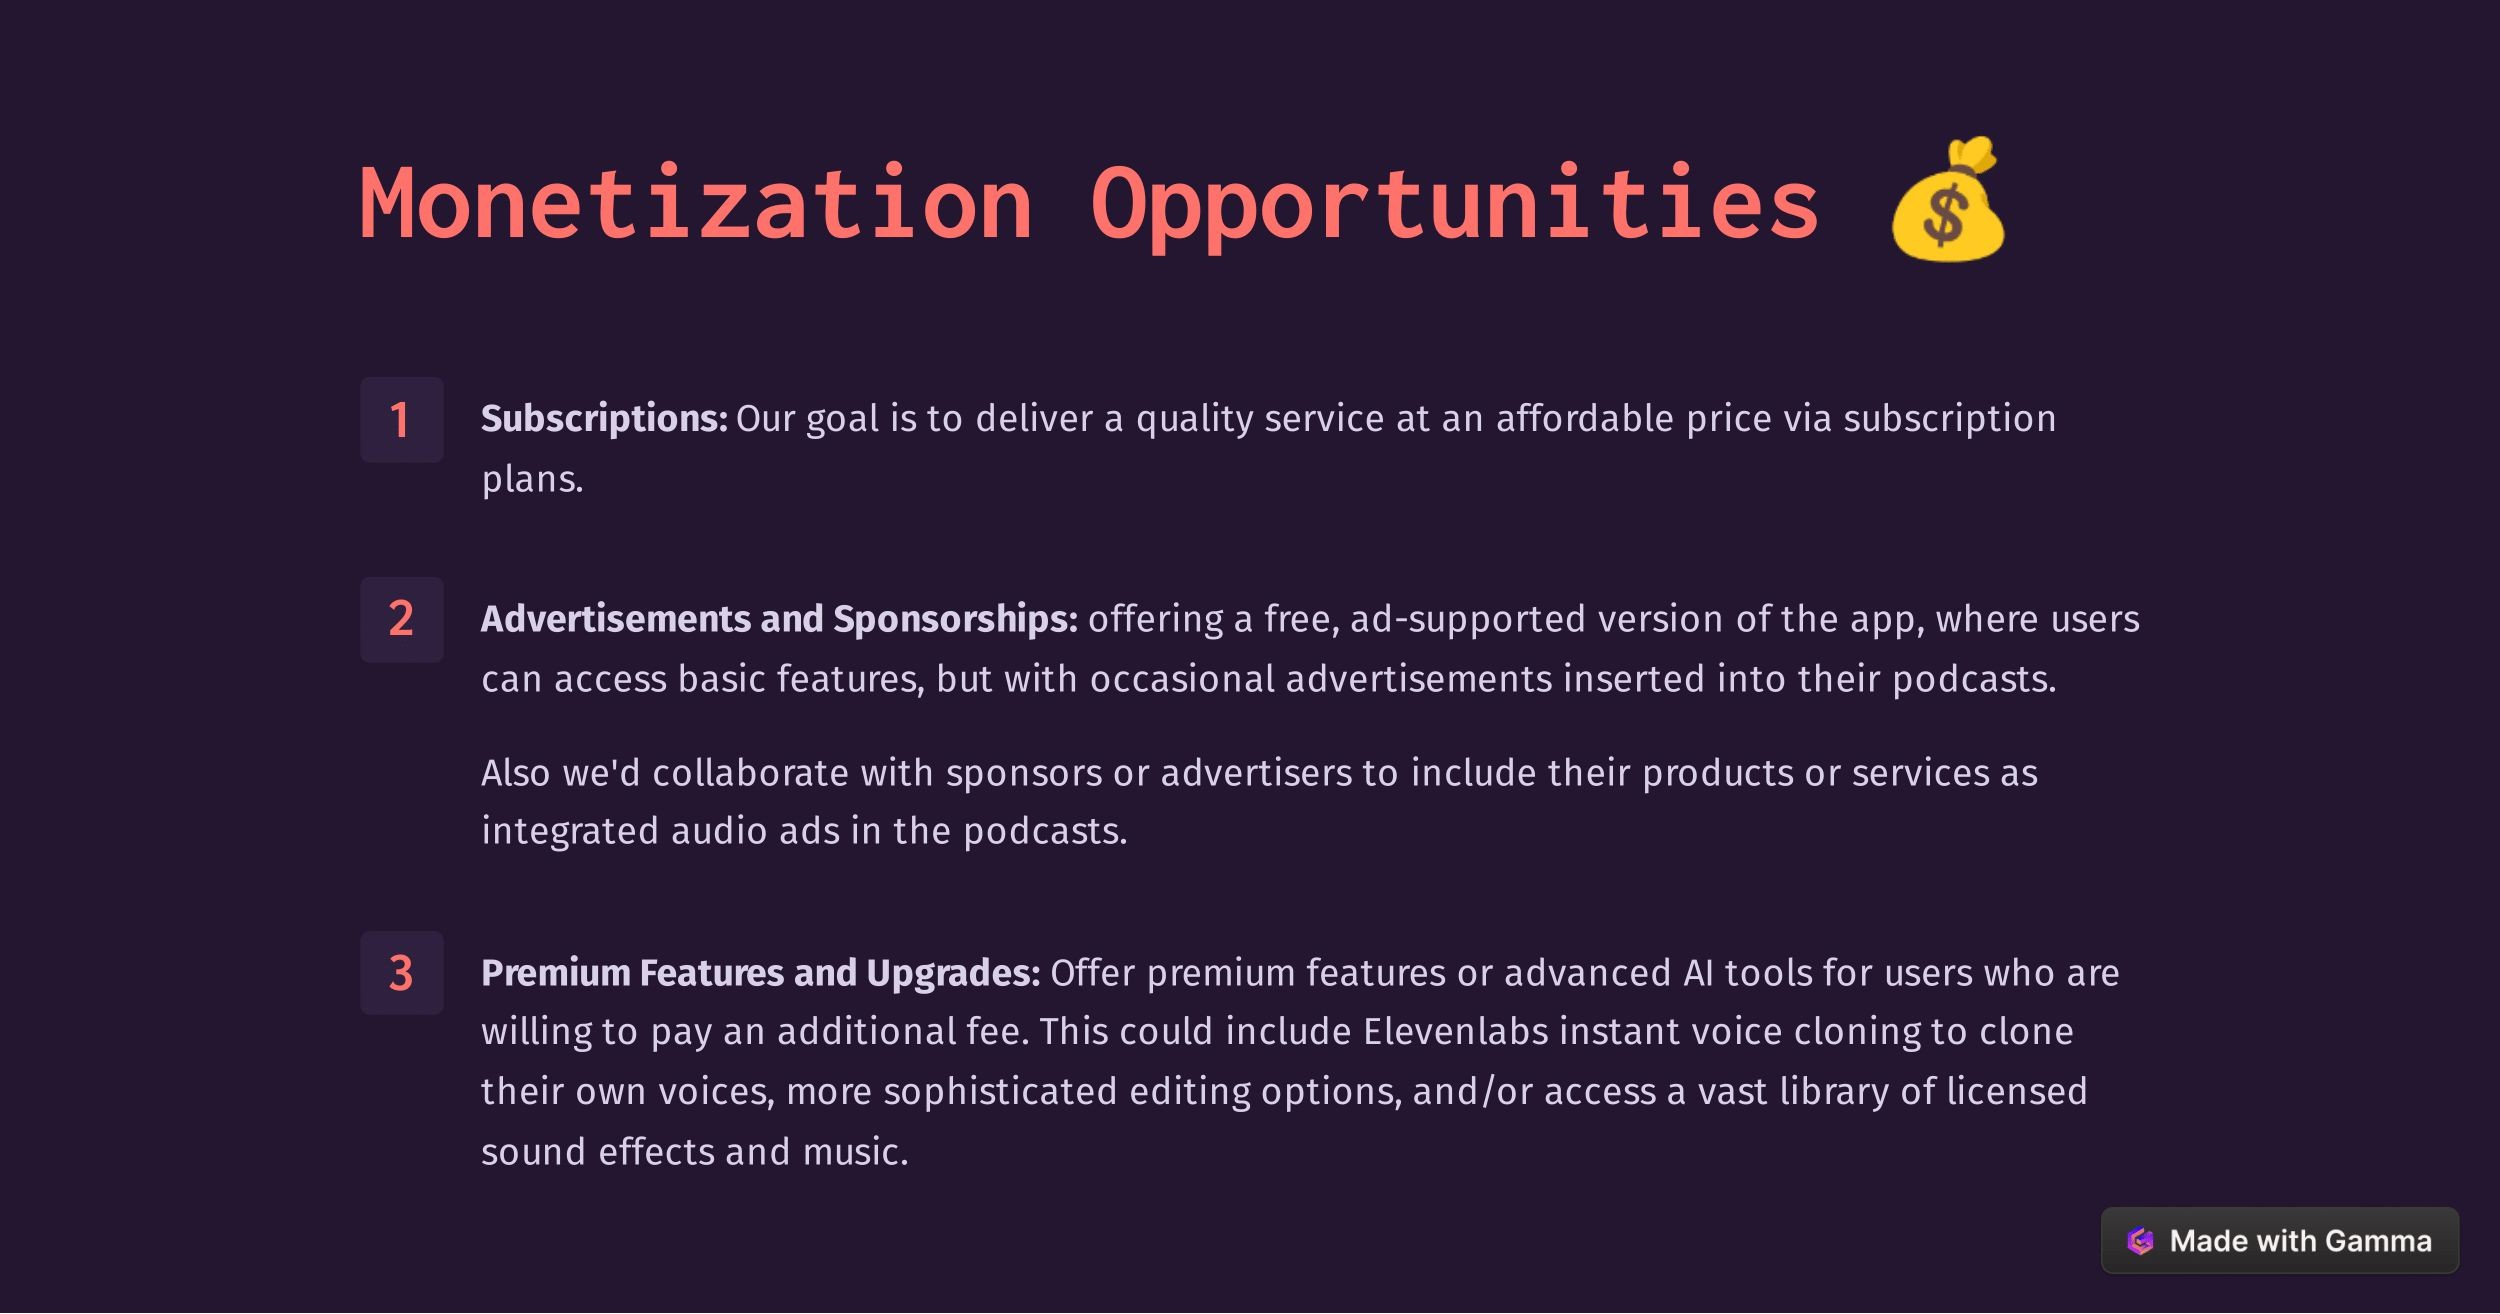 Monetization Opportunities 💰
1
Subscriptions: Our goal is to deliver a quality service at an affordable price via subscription
plans.
2
Advertisements and Sponsorships: offering a free, ad-supported version of the app, where users
can access basic features, but with occasional advertisements inserted into their podcasts.
Also we'd collaborate with sponsors or advertisers to include their products or services as
integrated audio ads in the podcasts.
3
Premium Features and Upgrades: Offer premium features or advanced AI tools for users who are
willing to pay an additional fee. This could include Elevenlabs instant voice cloning to clone
their own voices, more sophisticated editing options, and/or access a vast library of licensed
sound effects and music.
Made with Gamma